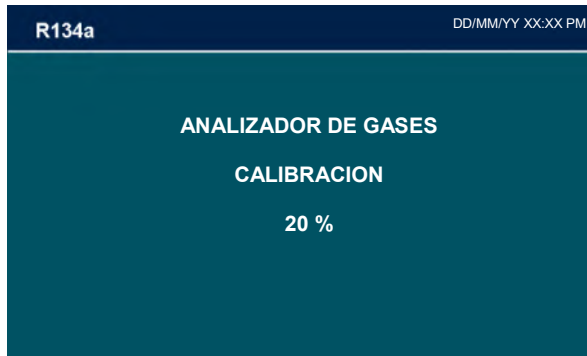 R134a
DD/MM/YY XX:XX PM
ANALIZADOR DE GASES
CALIBRACION
20 %